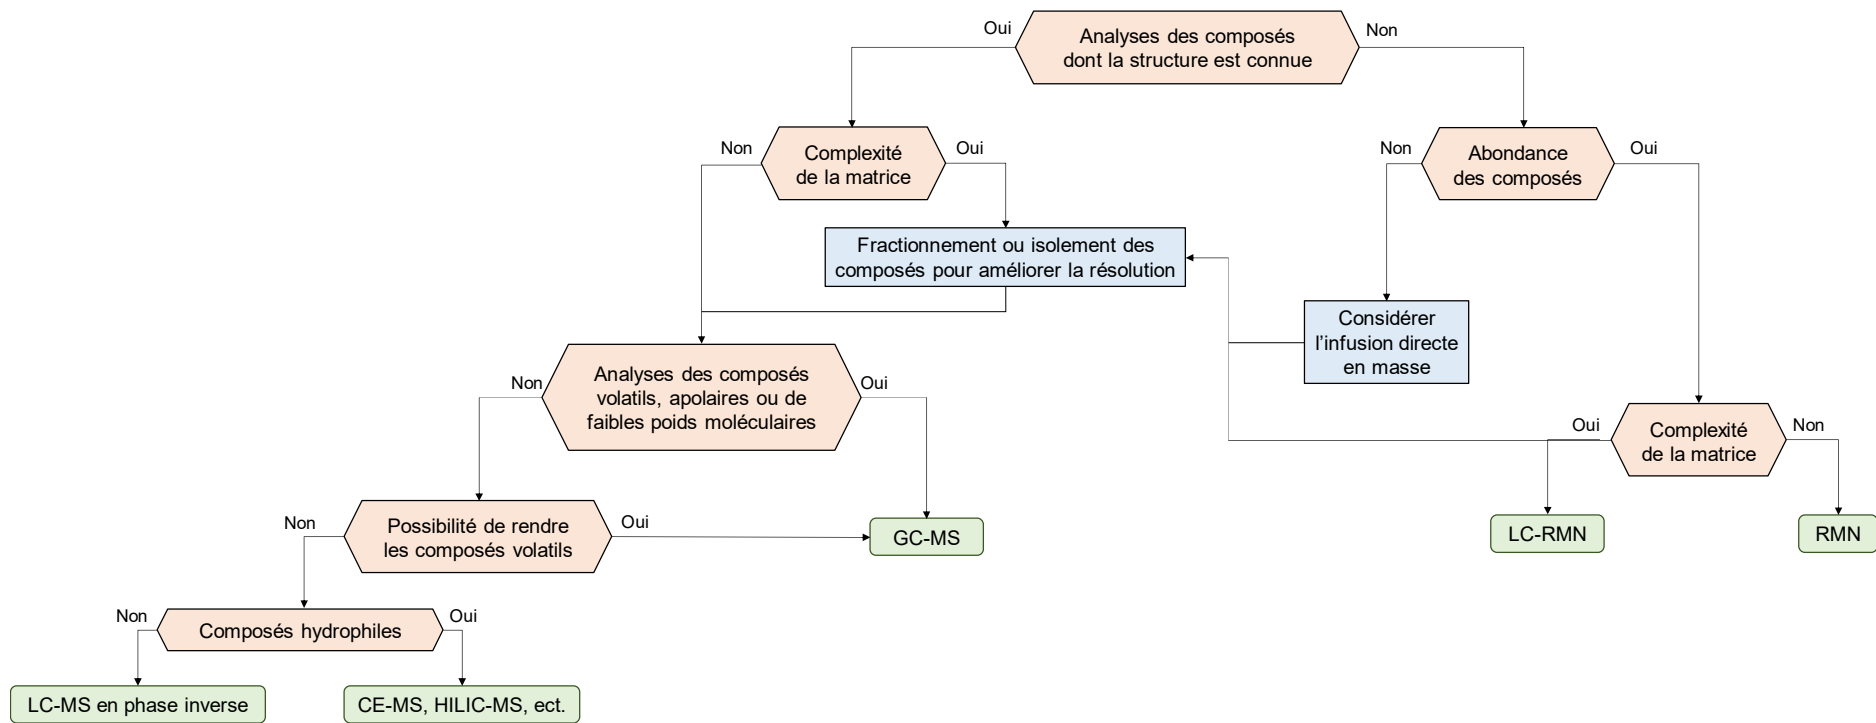 Oui
Analyses des composés
dont la structure est connue
Non
Non
Complexité
de la matrice
Oui
Non
Abondance
des composés
Oui
Fractionnement ou isolement des
composés pour améliorer la résolution
Considérer
l'infusion directe
en masse
Non
Analyses des composés
volatils, apolaires ou de
faibles poids moléculaires
Oui
Oui
Complexité
de la matrice
Non
Non
Possibilité de rendre
les composés volatils
Oui
GC-MS
LC-RMN
RMN
Non
Composés hydrophiles
Oui
LC-MS en phase inverse
CE-MS, HILIC-MS, ect.